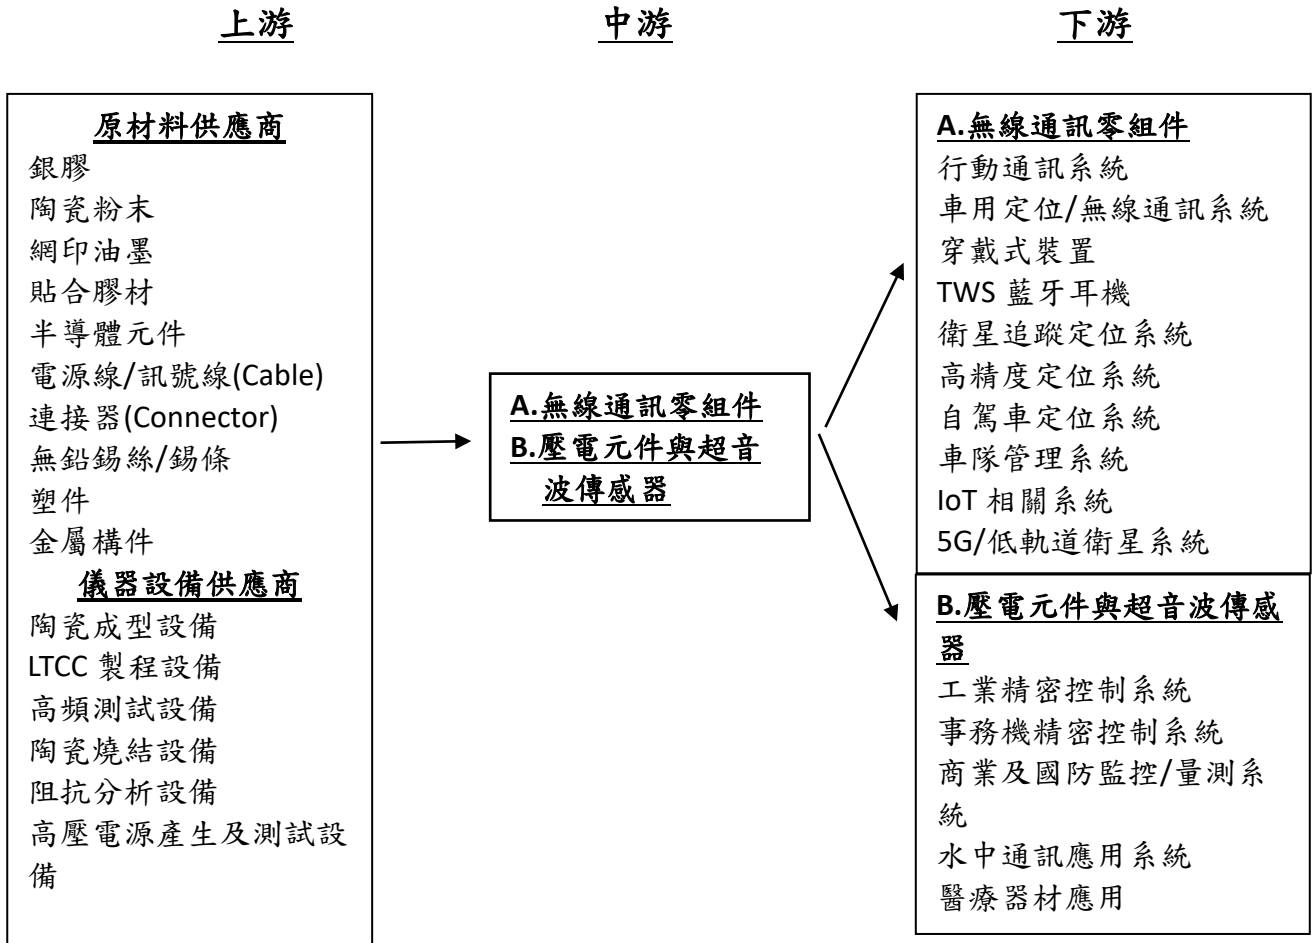 上游
中游
下游
原材料供應商
銀膠
陶瓷粉末
網印油墨
貼合膠材
半導體元件
電源線/訊號線(Cable)
連接器(Connector)
無鉛錫絲/錫條
塑件
金屬構件
儀器設備供應商
陶瓷成型設備
LTCC 製程設備
高頻測試設備
陶瓷燒結設備
阻抗分析設備
高壓電源產生及測試設
備
A.無線通訊零組件
B.壓電元件與超音
波傳感器
A.無線通訊零組件
行動通訊系統
車用定位/無線通訊系統
穿戴式裝置
TWS 藍牙耳機
衛星追蹤定位系統
高精度定位系統
自駕車定位系統
車隊管理系統
IoT 相關系統
5G/低軌道衛星系統
B.壓電元件與超音波傳感
器
工業精密控制系統
事務機精密控制系統
商業及國防監控/量測系
統
水中通訊應用系統
醫療器材應用